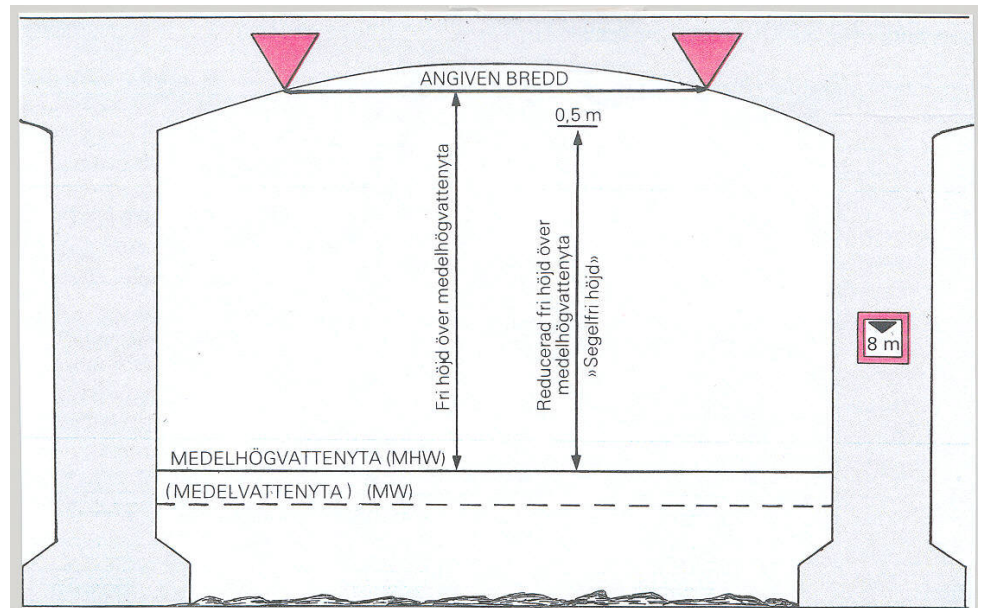 ANGIVEN BREDD
0,5 m
Fri höjd över medelhögvattenyta
Reducerad fri höjd över
medelhögvattenyta
»Segelfri höjd»
8 m
MEDELHÖGVATTENYTA (MHW)
(MEDELVATTENYTA) (MW)